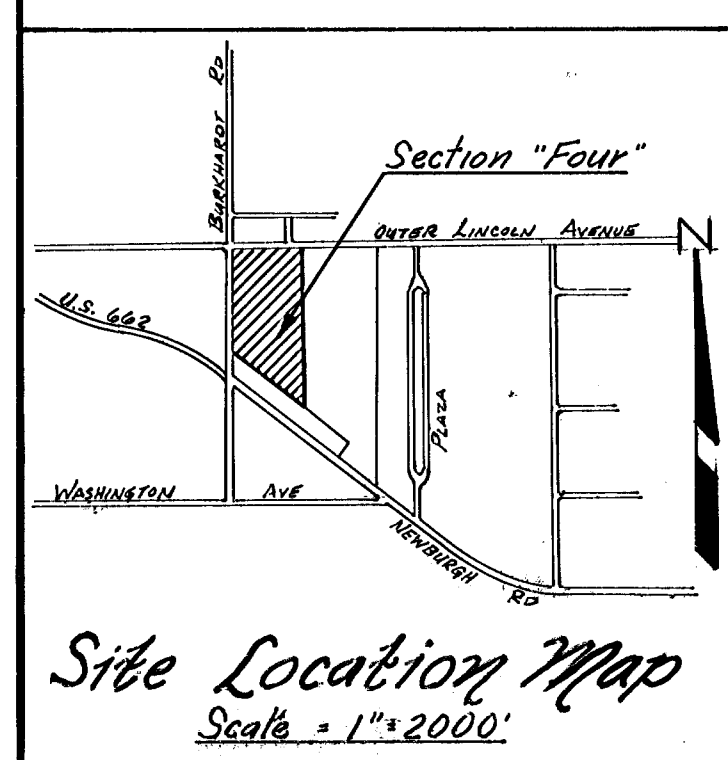 BURKHARDT RD
Section "Four"
OUTER LINCOLN AVENUE
N
U.S. 662
PLAZA
WASHINGTON AVE
NEWBURGH RD
Site Location Map
Scale = 1"=2000'